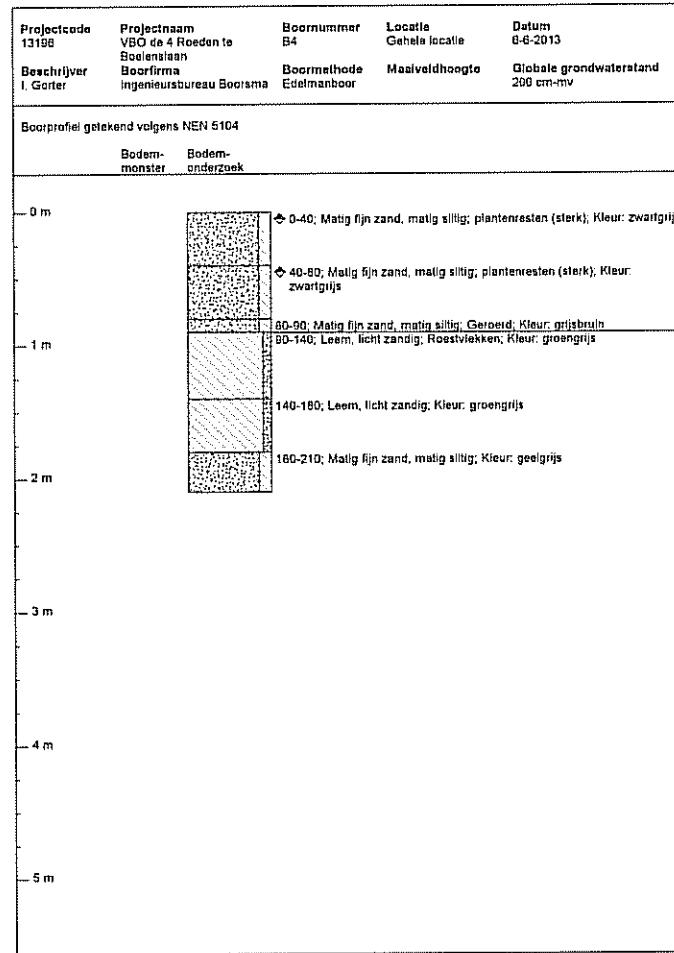 Projectcode Projectnaam Boornummer Locatie Datum
13196 VBO de 4 Roeden te B4 Gehele locatie 6-6-2013
Boelenslaan
Beschrijver Boorfirma Boormethode Maaiveldhoogte Globale grondwaterstand
I. Gorter Ingenieursbureau Boorsma Edelmanboor 200 cm-mv
Boorprofiel getekend volgens NEN 5104
Bodem- Bodem-
monster onderzoek
0 m
0-40; Matig fijn zand, matig siltig; plantenresten (sterk); Kleur: zwartgrijs
40-80; Matig fijn zand, matig siltig; plantenresten (sterk); Kleur:
zwartgrijs
80-90; Matig fijn zand, matig siltig; Geroerd; Kleur: grijsbruin
1 m
90-140; Leem, licht zandig; Roestvlekken; Kleur: groengrijs
140-180; Leem, licht zandig; Kleur: groengrijs
180-210; Matig fijn zand, matig siltig; Kleur: geelgrijs
2 m
3 m
4 m
5 m